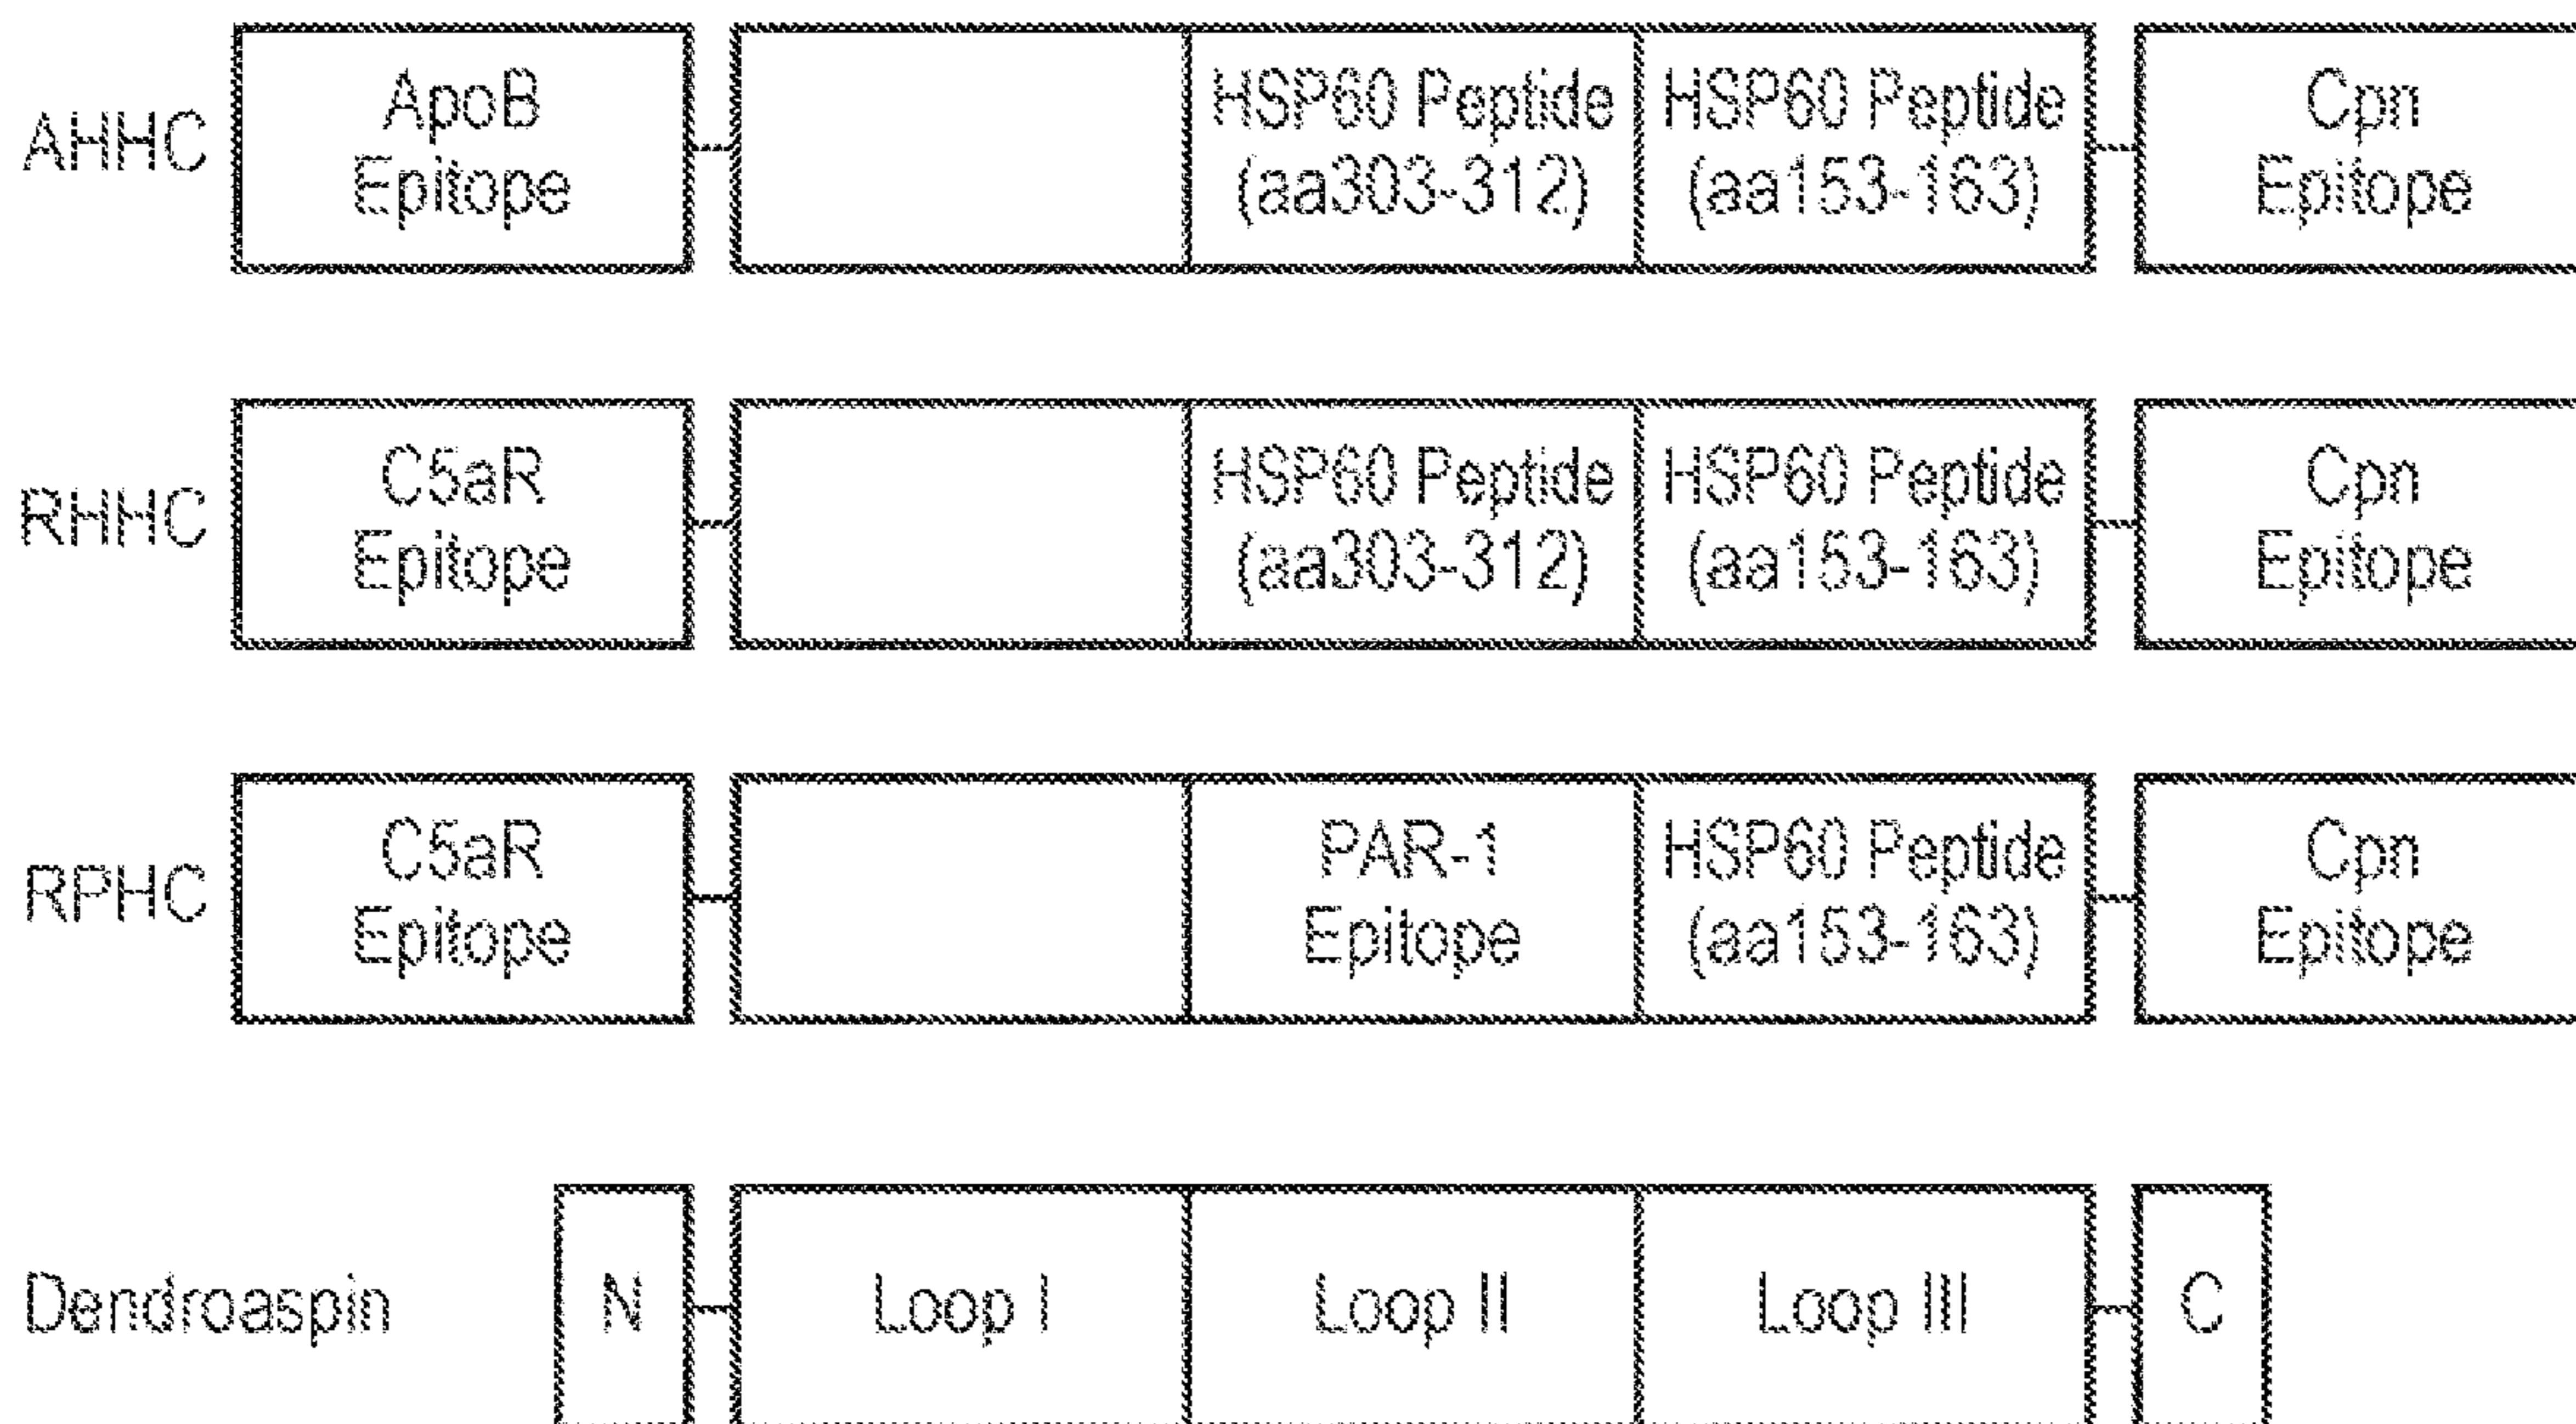 AHHC
ApoB
Epitope
HSP60 Peptide
(aa303-312)
HSP60 Peptide
(aa153-163)
Cpn
Epitope
RHHC
C5aR
Epitope
HSP60 Peptide
(aa303-312)
HSP60 Peptide
(aa153-163)
Cpn
Epitope
RPHC
C5aR
Epitope
PAR-1
Epitope
HSP60 Peptide
(aa153-163)
Cpn
Epitope
Dendroaspin
N
Loop I
Loop II
Loop III
C